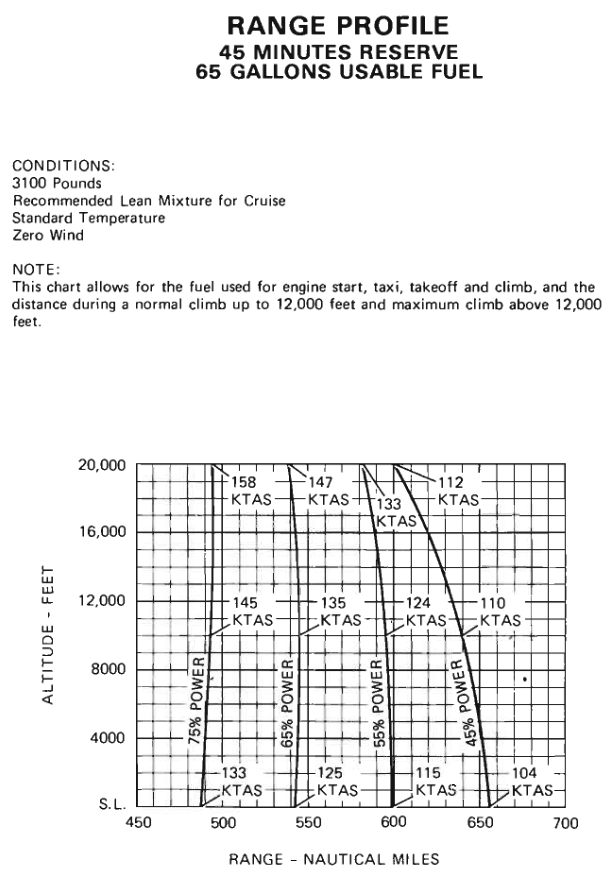 RANGE PROFILE
45 MINUTES RESERVE
65 GALLONS USABLE FUEL
CONDITIONS:
3100 Pounds
Recommended Lean Mixture for Cruise
Standard Temperature
Zero Wind
NOTE:
This chart allows for the fuel used for engine start, taxi, takeoff and climb, and the
distance during a normal climb up to 12,000 feet and maximum climb above 12,000
feet.
20,000
16,000
12,000
8000
4000
S.L.
ALTITUDE - FEET
158
KTAS
147
KTAS
133
KTAS
112
KTAS
145
KTAS
135
KTAS
124
KTAS
110
KTAS
75% POWER
65% POWER
55% POWER
45% POWER
133
KTAS
125
KTAS
115
KTAS
104
KTAS
450
500
550
600
650
700
RANGE - NAUTICAL MILES